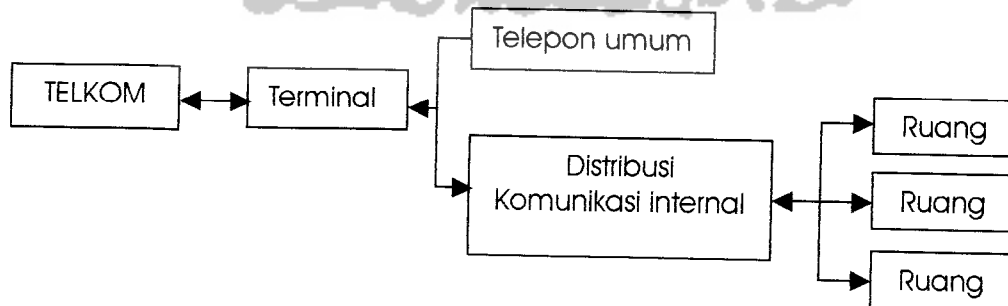 Telepon umum
TELKOM
Terminal
Distribusi
Komunikasi internal
Ruang
Ruang
Ruang